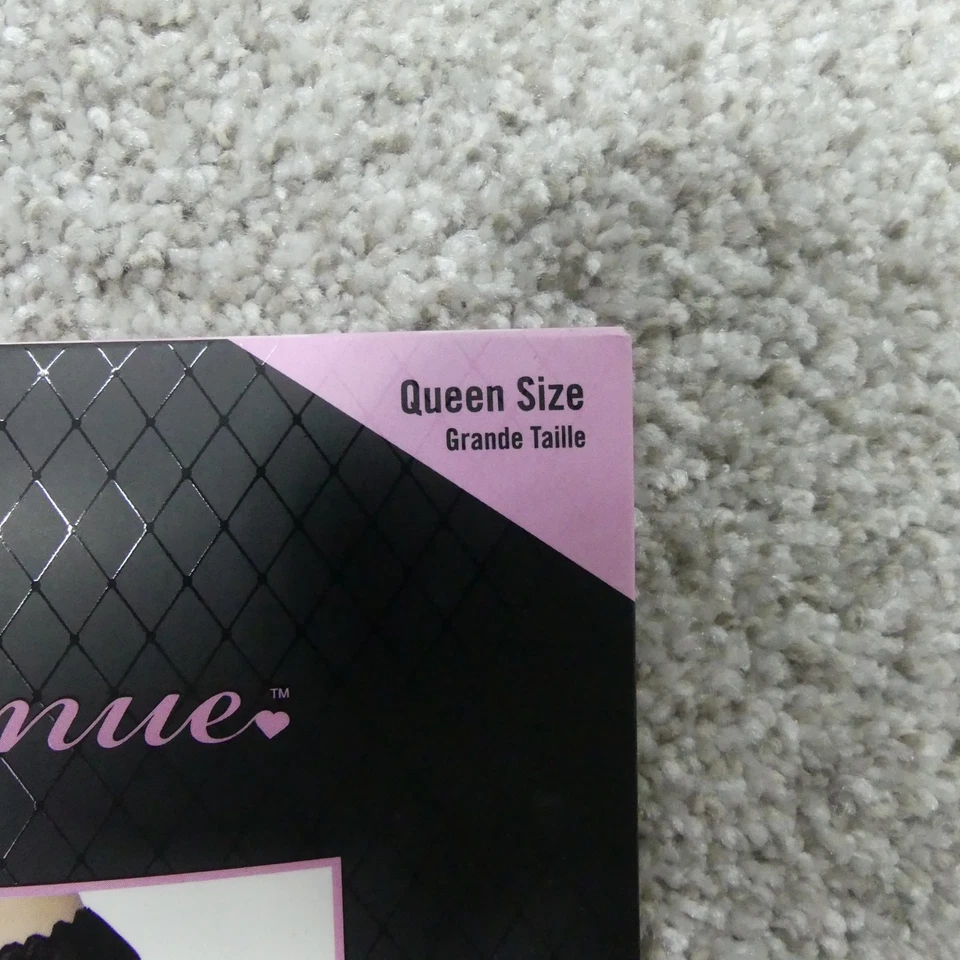 Queen Size
Grande Taille
nue™